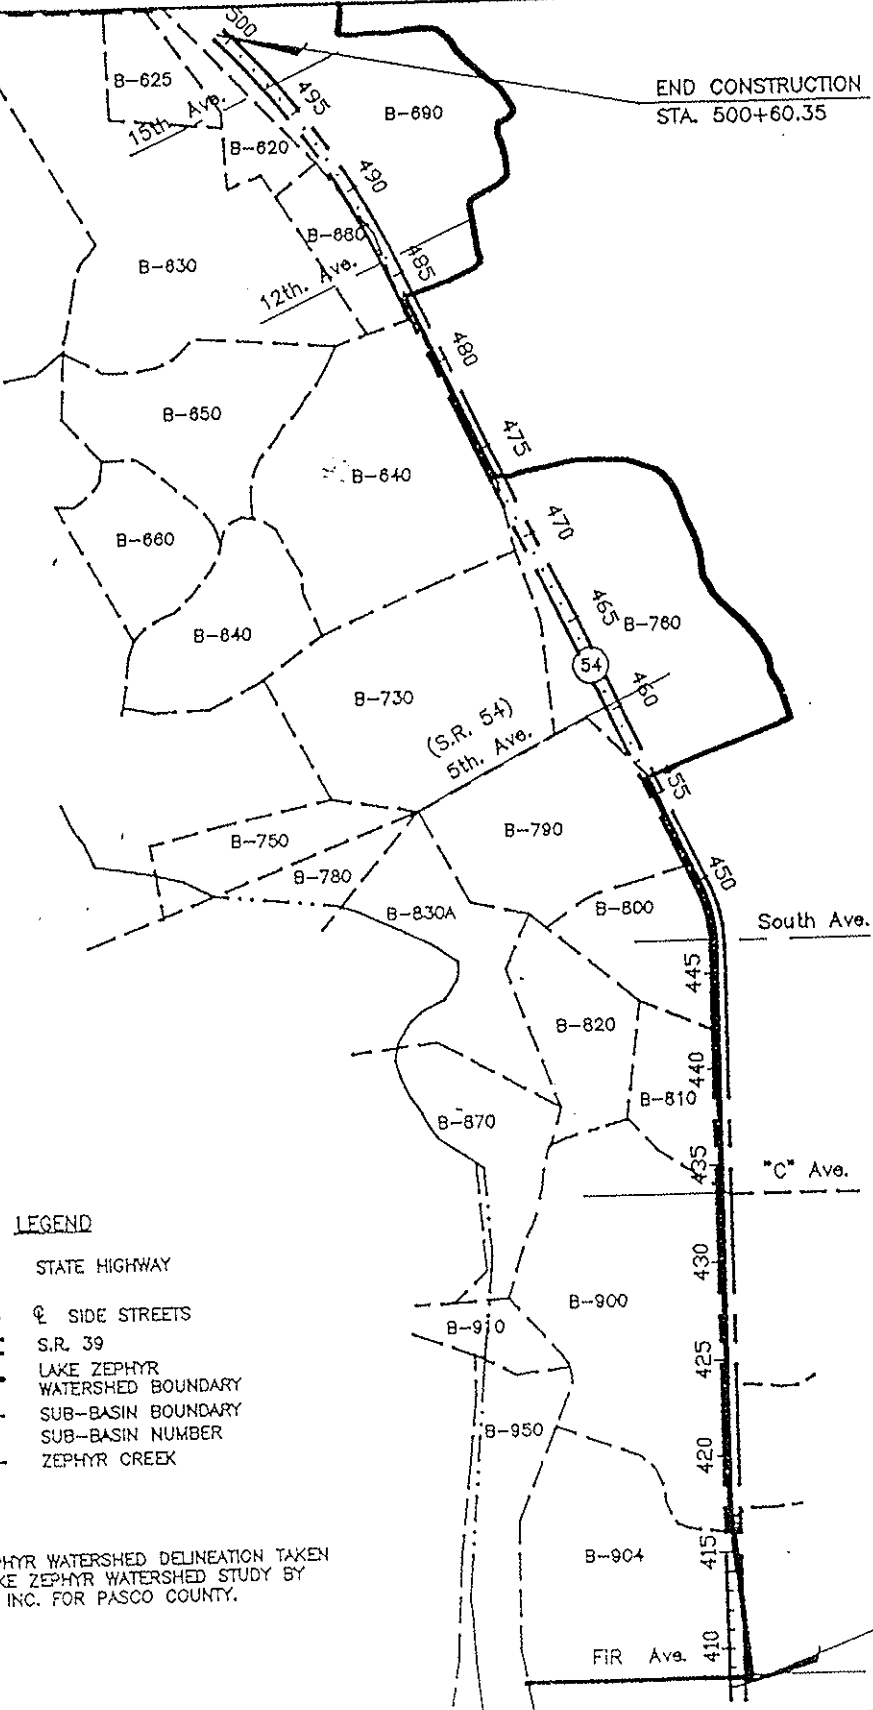 500
B-625
END CONSTRUCTION
STA. 500+60.35
495
15th. Ave.
B-690
B-620
490
B-680
B-630
485
12th. Ave.
480
B-650
475
B-640
B-660
470
465
B-760
B-840
54
460
B-730
(S.R. 54)
5th. Ave.
55
B-790
B-750
450
B-780
B-800
B-830A
South Ave.
445
B-820
440
B-810
B-870
435
"C" Ave.
LEGEND
STATE HIGHWAY
430
B-900
℄ SIDE STREETS
B-910
S.R. 39
425
LAKE ZEPHYR
WATERSHED BOUNDARY
SUB-BASIN BOUNDARY
B-950
SUB-BASIN NUMBER
420
ZEPHYR CREEK
415
B-904
PHYR WATERSHED DELINEATION TAKEN
KE ZEPHYR WATERSHED STUDY BY
INC. FOR PASCO COUNTY.
410
FIR Ave.